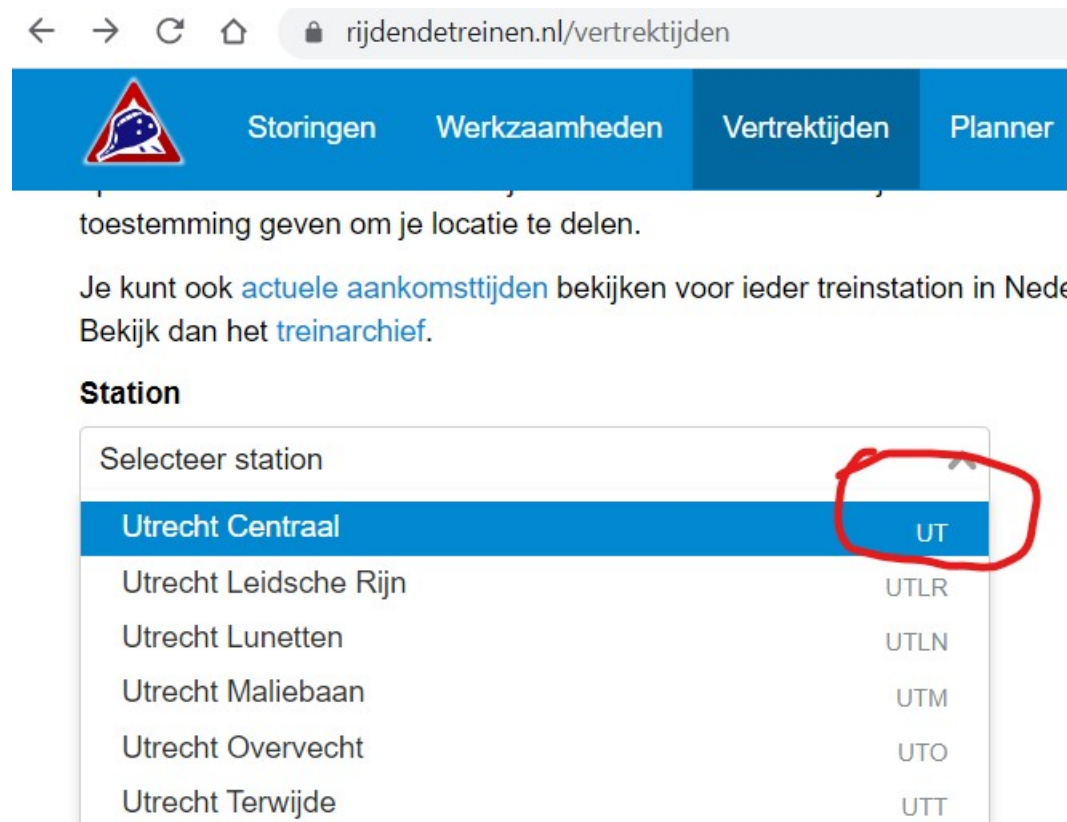 rijdendetreinen.nl/vertrektijden
Storingen Werkzaamheden Vertrektijden Planner
toestemming geven om je locatie te delen.
Je kunt ook actuele aankomsttijden bekijken voor ieder treinstation in Nede
Bekijk dan het treinarchief.
Station
Selecteer station
Utrecht Centraal UT
Utrecht Leidsche Rijn UTLR
Utrecht Lunetten UTLN
Utrecht Maliebaan UTM
Utrecht Overvecht UTO
Utrecht Terwijde UTT